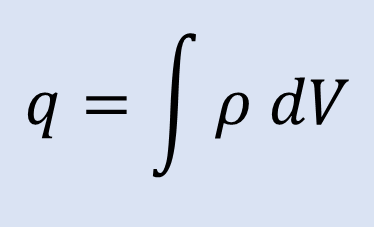 q = ∫ ρ dV